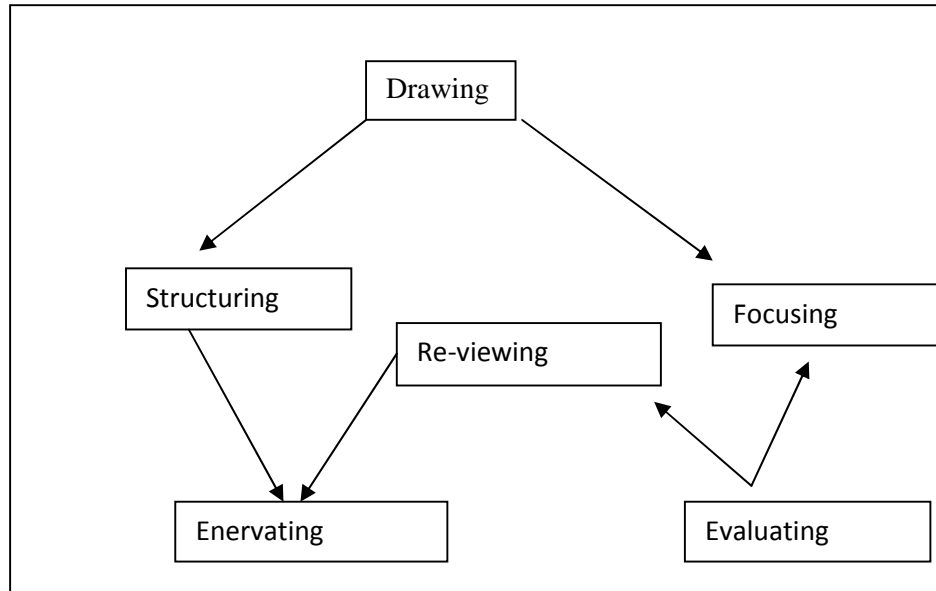 Drawing
Structuring
Focusing
Re-viewing
Enervating
Evaluating